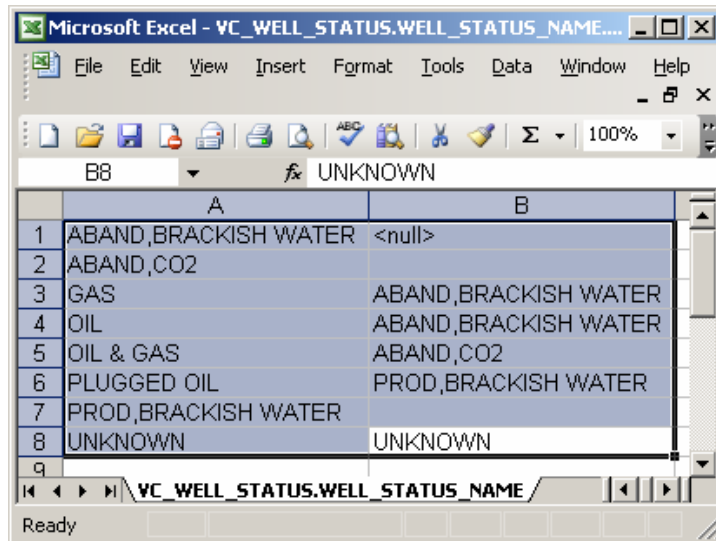 Microsoft Excel - VC_WELL_STATUS.WELL_STATUS_NAME....
File Edit View Insert Format Tools Data Window Help
ABC Σ 100%
B8 fx UNKNOWN
A B
1 ABAND,BRACKISH WATER <null>
2 ABAND,CO2
3 GAS ABAND,BRACKISH WATER
4 OIL ABAND,BRACKISH WATER
5 OIL & GAS ABAND,CO2
6 PLUGGED OIL PROD,BRACKISH WATER
7 PROD,BRACKISH WATER
8 UNKNOWN UNKNOWN
9
VC_WELL_STATUS.WELL_STATUS_NAME
Ready